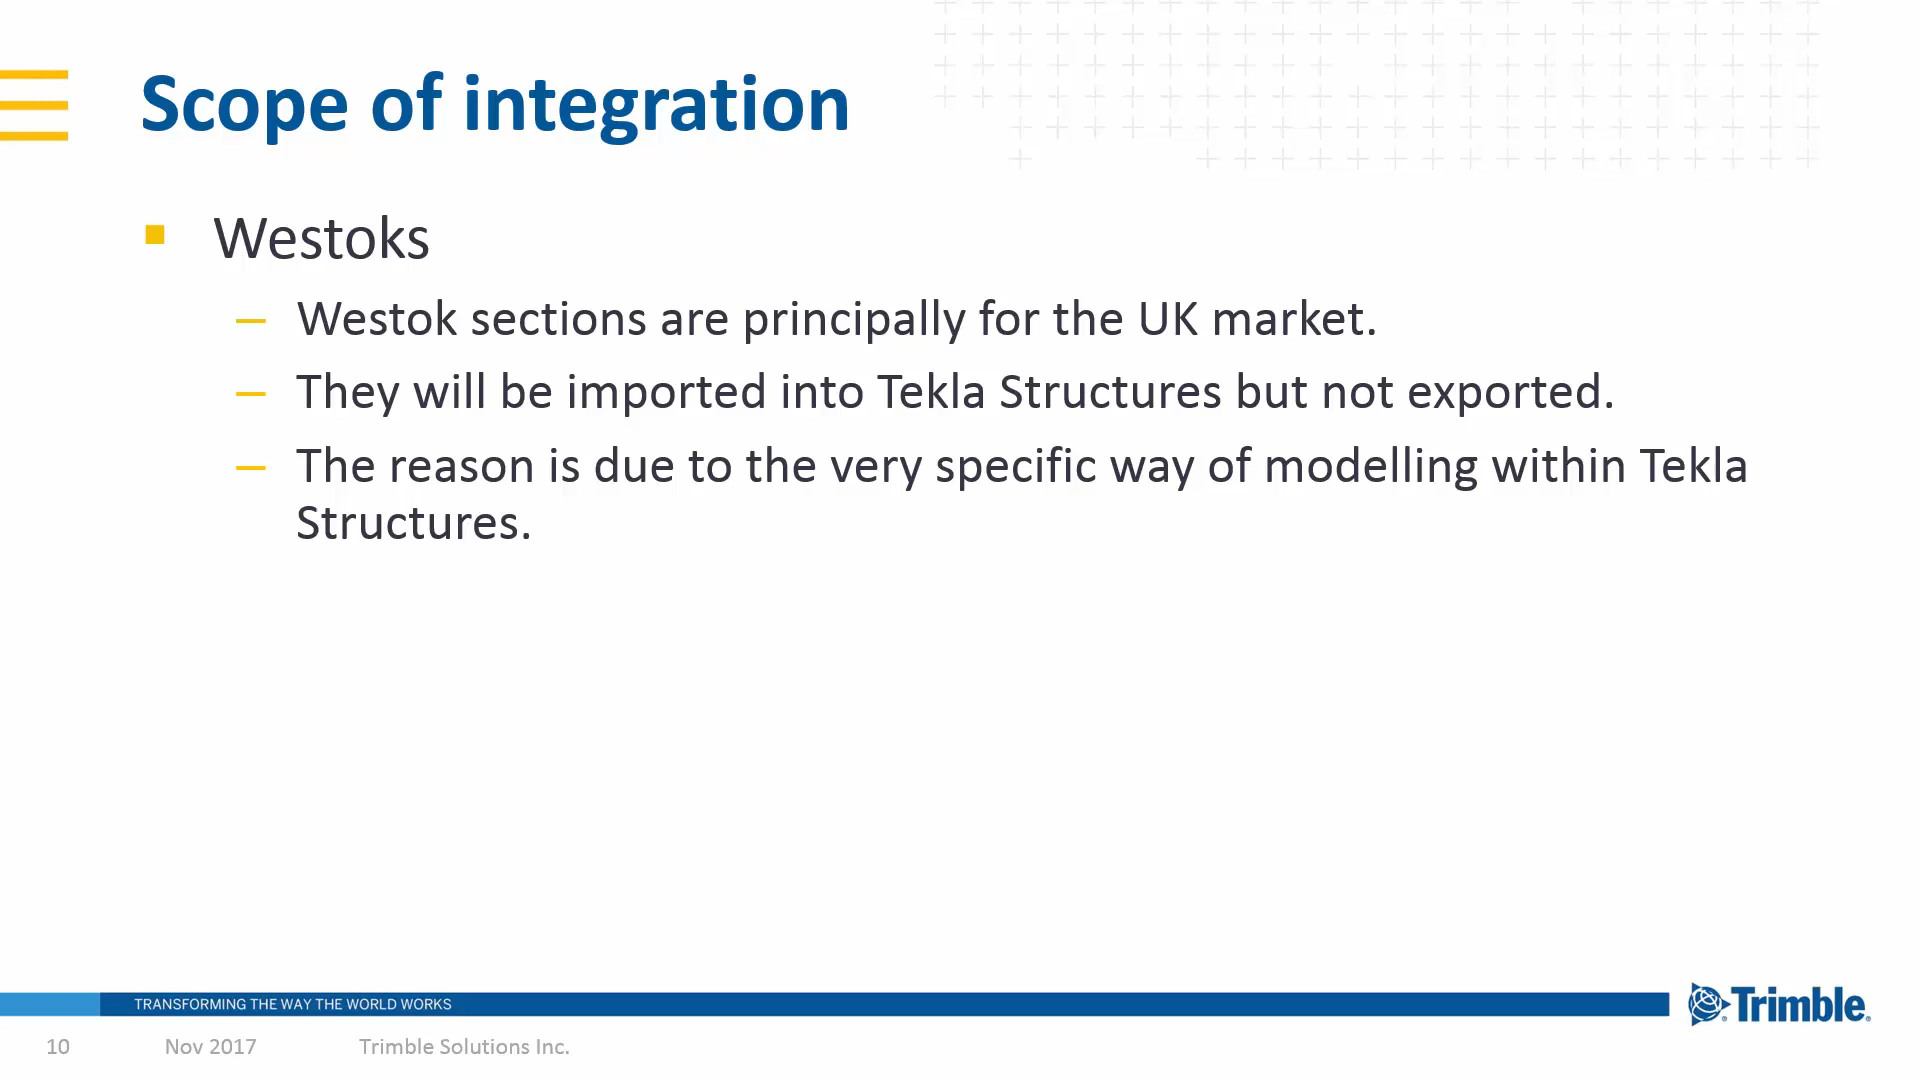 Scope of integration
Westoks
– Westok sections are principally for the UK market.
– They will be imported into Tekla Structures but not exported.
– The reason is due to the very specific way of modelling within Tekla
Structures.
TRANSFORMING THE WAY THE WORLD WORKS
Trimble
10 Nov 2017 Trimble Solutions Inc.